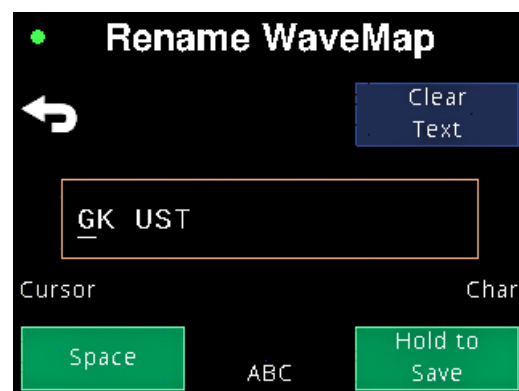 Rename WaveMap
Clear
Text
GK UST
Cursor
Char
Space
ABC
Hold to
Save